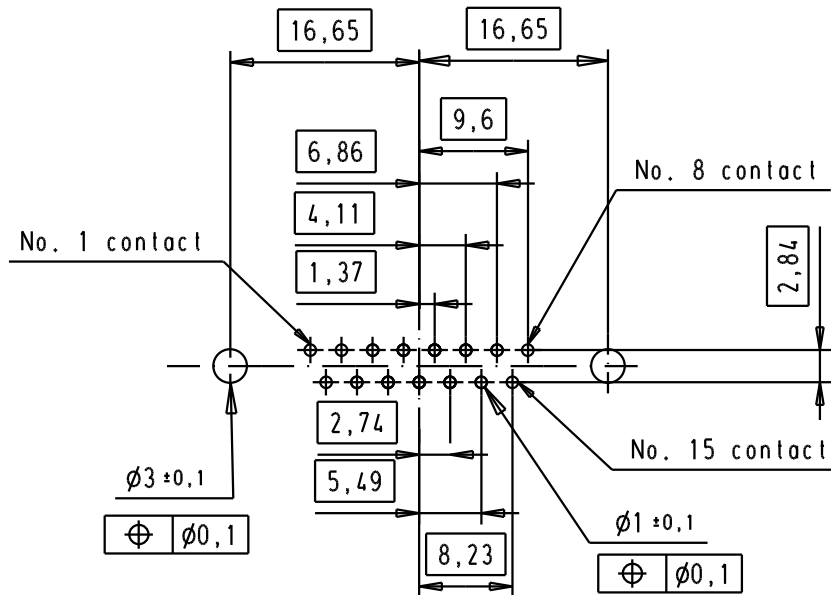 16,65
16,65
9,6
6,86
No. 8 contact
4,11
No. 1 contact
1,37
2,84
2,74
No. 15 contact
5,49
Ø3 ±0,1
Ø0,1
Ø1 ±0,1
8,23
Ø0,1